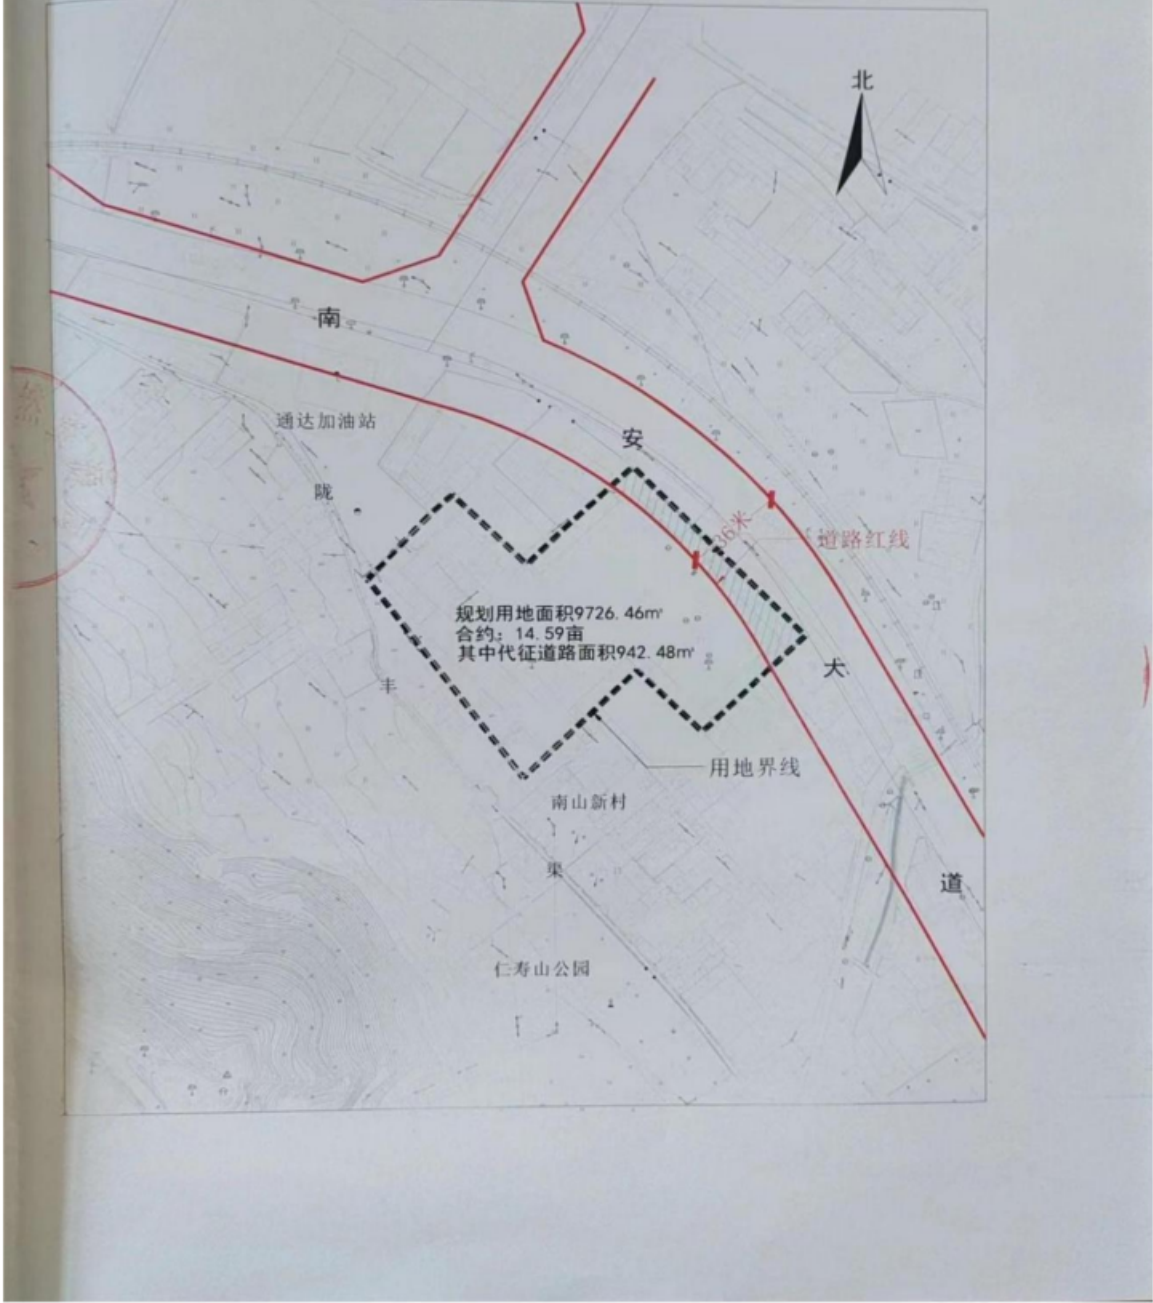 北
南
通达加油站
安
陇
36米
道路红线
规划用地面积9726.46㎡
合约：14.59亩
其中代征道路面积942.48㎡
大
丰
用地界线
南山新村
渠
道
仁寿山公园